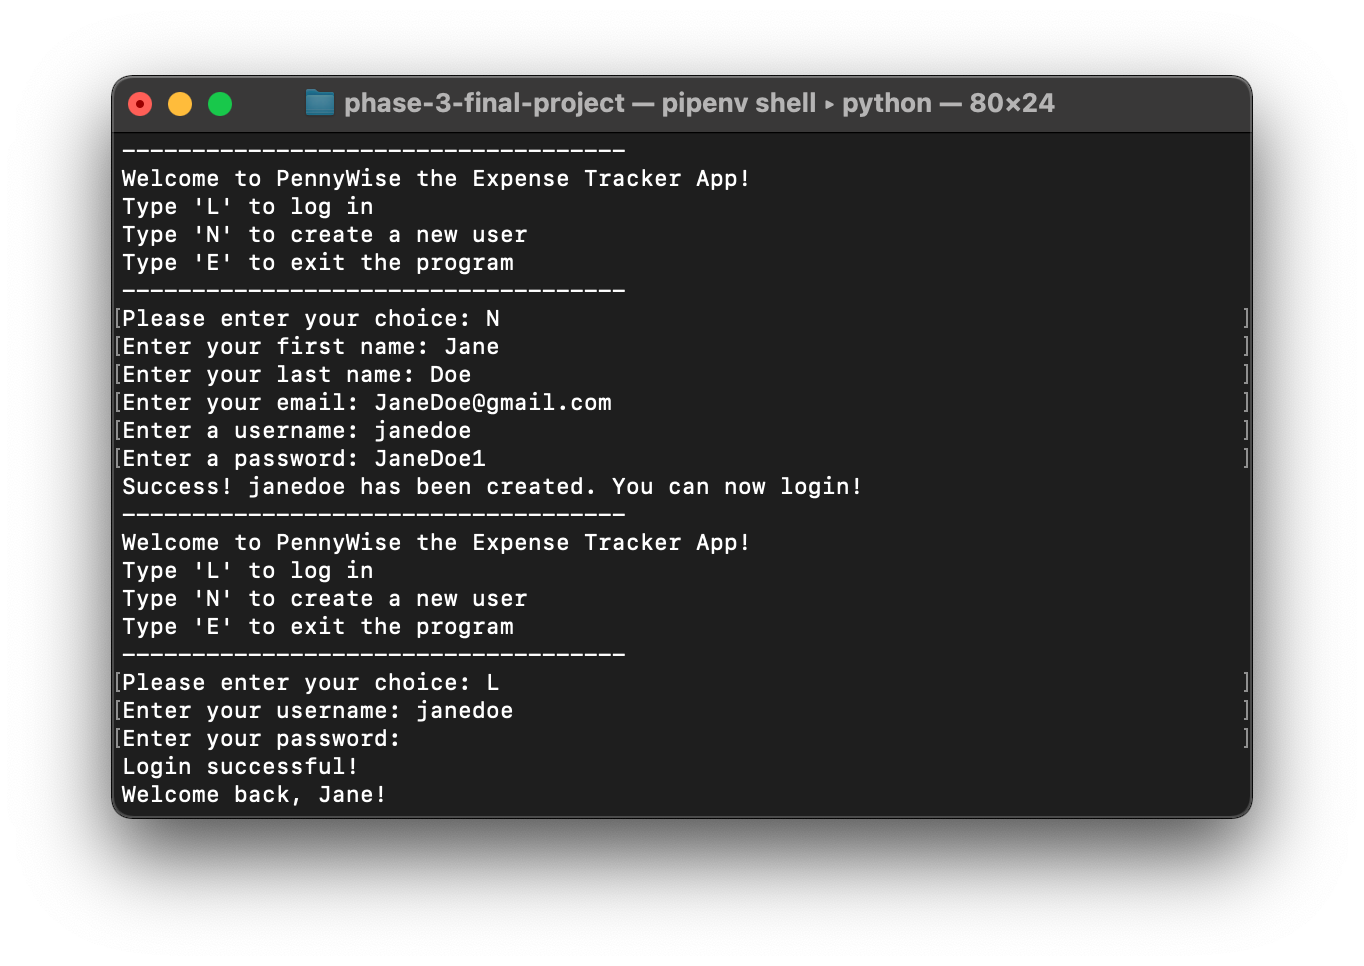 phase-3-final-project — pipenv shell ▸ python — 80×24
------------------------------------
Welcome to PennyWise the Expense Tracker App!
Type 'L' to log in
Type 'N' to create a new user
Type 'E' to exit the program
------------------------------------
[Please enter your choice: N ]
[Enter your first name: Jane ]
[Enter your last name: Doe ]
[Enter your email: JaneDoe@gmail.com ]
[Enter a username: janedoe ]
[Enter a password: JaneDoe1 ]
Success! janedoe has been created. You can now login!
------------------------------------
Welcome to PennyWise the Expense Tracker App!
Type 'L' to log in
Type 'N' to create a new user
Type 'E' to exit the program
------------------------------------
[Please enter your choice: L ]
[Enter your username: janedoe ]
[Enter your password: ]
Login successful!
Welcome back, Jane!